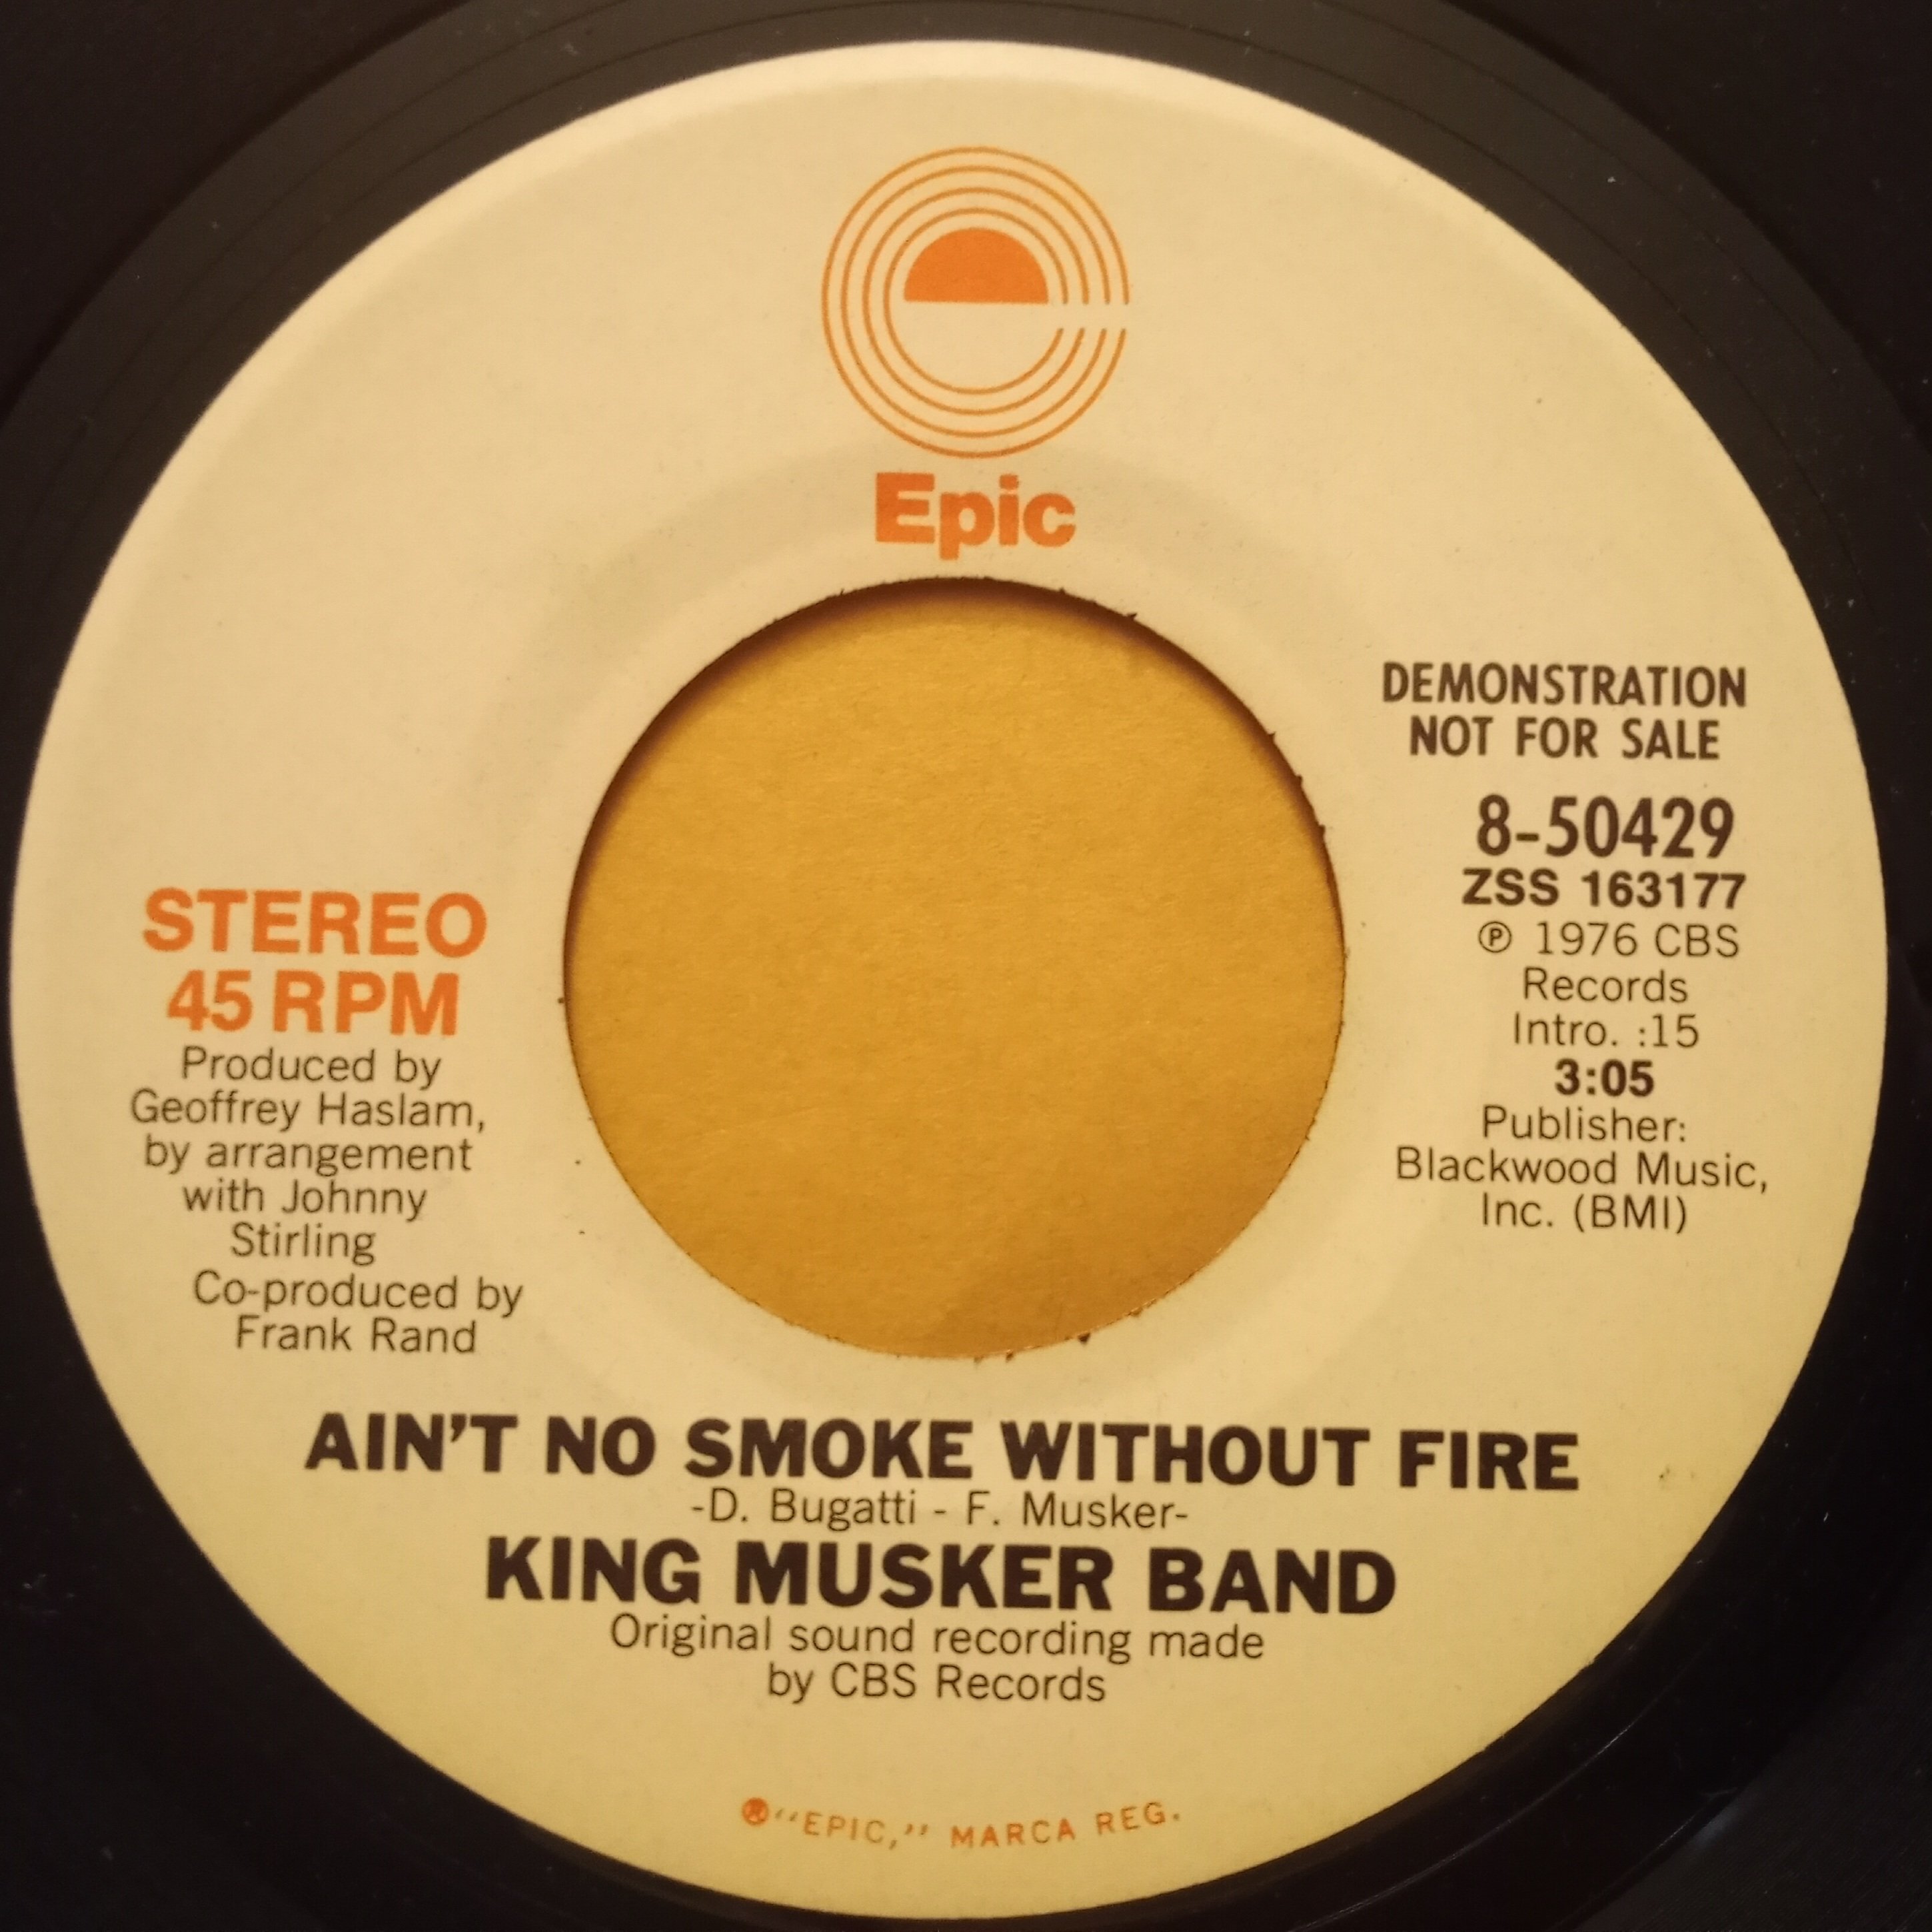 Epic
DEMONSTRATION
NOT FOR SALE
8-50429
ZSS 163177
℗ 1976 CBS
Records
Intro. :15
3:05
Publisher:
Blackwood Music,
Inc. (BMI)
STEREO
45 RPM
Produced by
Geoffrey Haslam,
by arrangement
with Johnny
Stirling
Co-produced by
Frank Rand
AIN'T NO SMOKE WITHOUT FIRE
-D. Bugatti - F. Musker-
KING MUSKER BAND
Original sound recording made
by CBS Records
®"EPIC," MARCA REG.